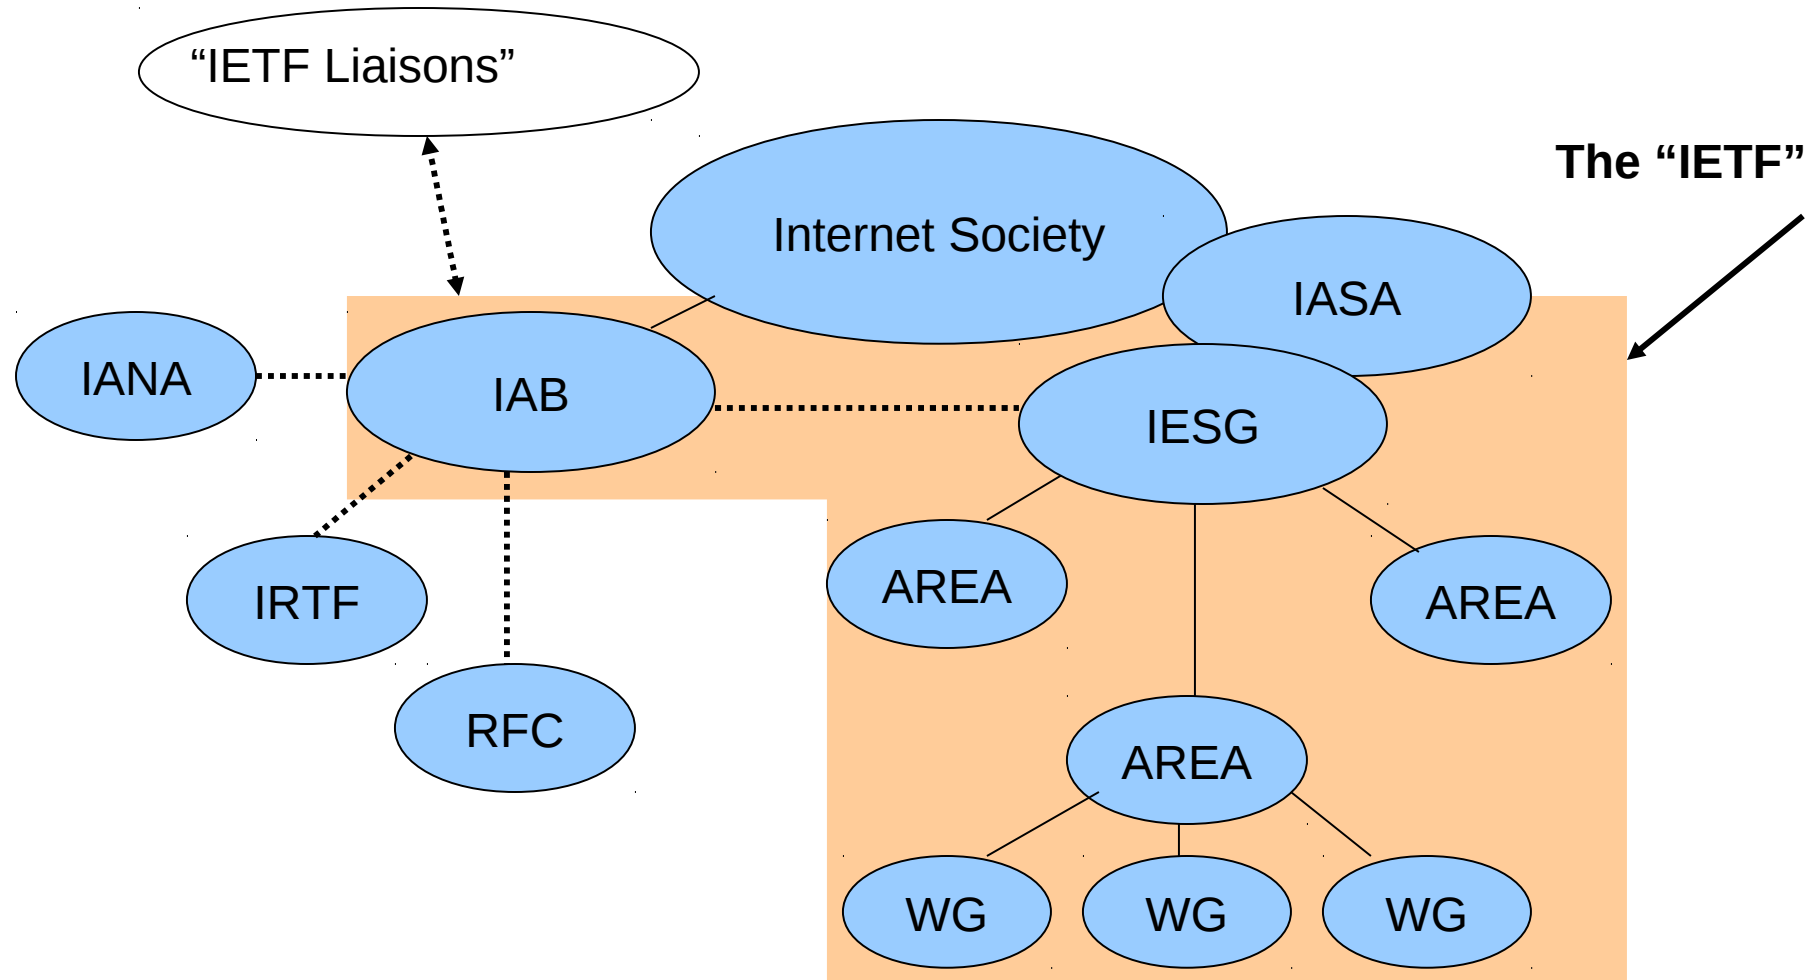 “IETF Liaisons”
The “IETF”
Internet Society
IASA
IANA
IAB
IESG
AREA
IRTF
AREA
RFC
AREA
WG
WG
WG